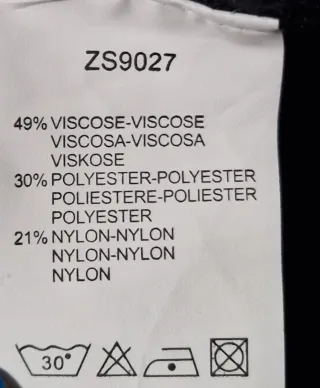 ZS9027
49% VISCOSE-VISCOSE
VISCOSA-VISCOSA
VISKOSE
30% POLYESTER-POLYESTER
POLIESTERE-POLIESTER
POLYESTER
21% NYLON-NYLON
NYLON-NYLON
NYLON
30°